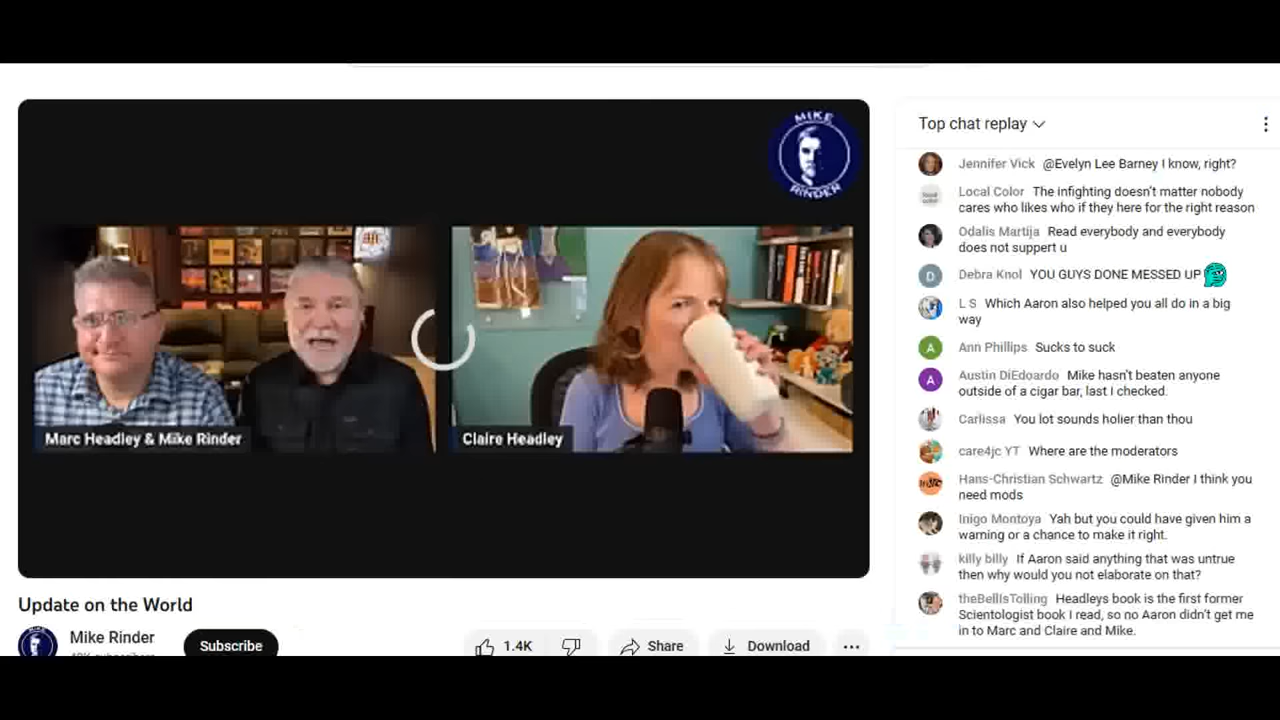 MIKE
RINDER
Marc Headley & Mike Rinder
Claire Headley
Update on the World
Mike Rinder
Subscribe
1.4K
Share
Download
Top chat replay
Jennifer Vick @Evelyn Lee Barney I know, right?
Local Color The infighting doesn't matter nobody
cares who likes who if they here for the right reason
Odalis Martija Read everybody and everybody
does not suppert u
D
Debra Knol YOU GUYS DONE MESSED UP
L S Which Aaron also helped you all do in a big
way
A
Ann Phillips Sucks to suck
A
Austin DiEdoardo Mike hasn't beaten anyone
outside of a cigar bar, last I checked.
Carlissa You lot sounds holier than thou
care4jc YT Where are the moderators
Hans-Christian Schwartz @Mike Rinder I think you
need mods
Inigo Montoya Yah but you could have given him a
warning or a chance to make it right.
killy billy If Aaron said anything that was untrue
then why would you not elaborate on that?
theBellIsTolling Headleys book is the first former
Scientologist book I read, so no Aaron didn't get me
in to Marc and Claire and Mike.